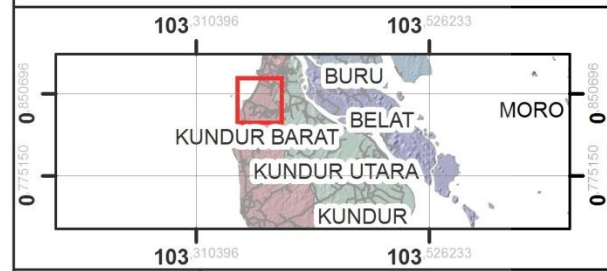 103.310396 103.526233
0.850696 0.850696
BURU
MORO
BELAT
KUNDUR BARAT
0.775150 0.775150
KUNDUR UTARA
KUNDUR
103.310396 103.526233